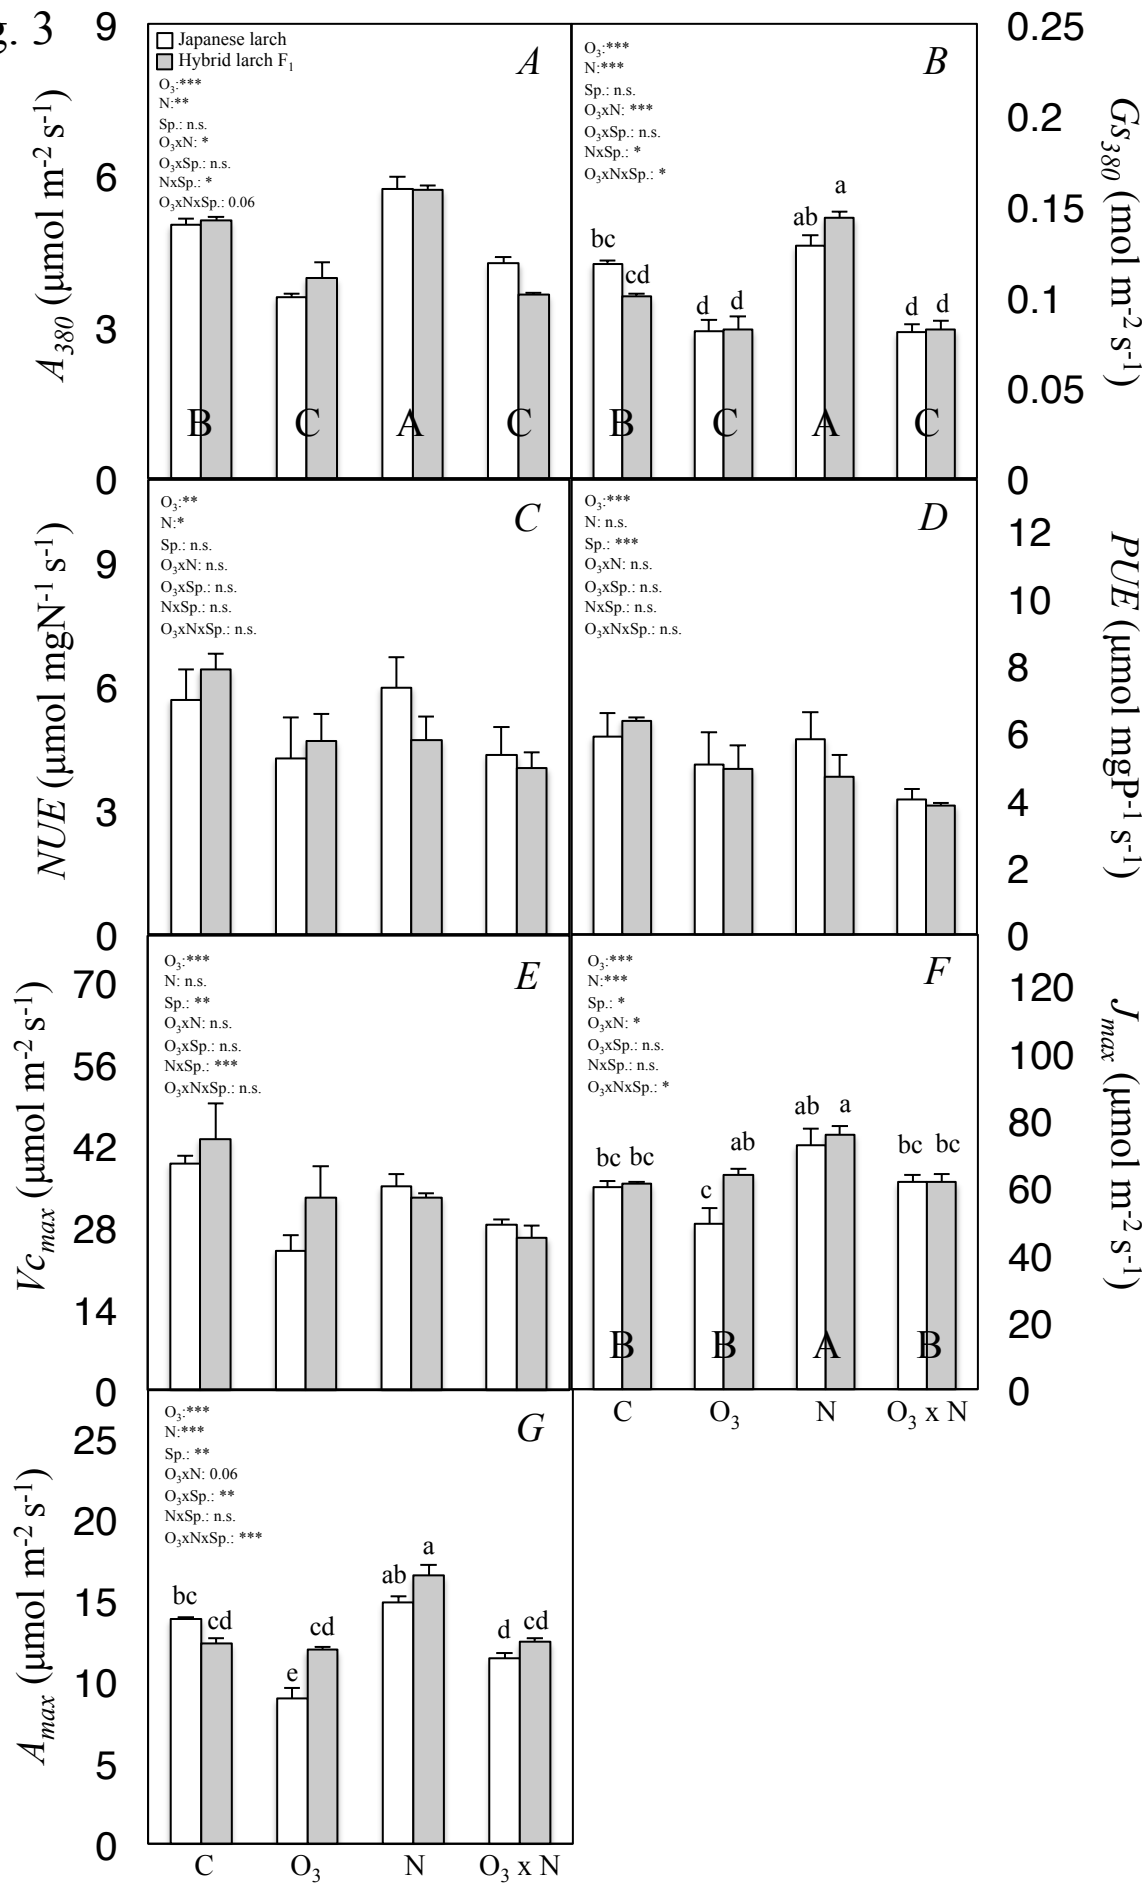 g. 3
A₃₈₀ (μmol m⁻² s⁻¹)
9
6
3
0
Japanese larch
Hybrid larch F₁
O₃:***
N:**
Sp.: n.s.
O₃xN: *
O₃xSp.: n.s.
NxSp.: *
O₃xNxSp.: 0.06
A
B
C
A
C
O₃:***
N:***
Sp.: n.s.
O₃xN: ***
O₃xSp.: n.s.
NxSp.: *
O₃xNxSp.: *
B
bc
cd
d
d
ab
a
d
d
B
C
A
C
0.25
0.2
0.15
0.1
0.05
0
Gs₃₈₀ (mol m⁻² s⁻¹)
NUE (μmol mgN⁻¹ s⁻¹)
9
6
3
0
O₃:**
N:*
Sp.: n.s.
O₃xN: n.s.
O₃xSp.: n.s.
NxSp.: n.s.
O₃xNxSp.: n.s.
C
O₃:***
N: n.s.
Sp.: ***
O₃xN: n.s.
O₃xSp.: n.s.
NxSp.: n.s.
O₃xNxSp.: n.s.
D
12
10
8
6
4
2
0
PUE (μmol mgP⁻¹ s⁻¹)
Vcₘₐₓ (μmol m⁻² s⁻¹)
70
56
42
28
14
0
O₃:***
N: n.s.
Sp.: **
O₃xN: n.s.
O₃xSp.: n.s.
NxSp.: ***
O₃xNxSp.: n.s.
E
O₃:***
N:***
Sp.: *
O₃xN: *
O₃xSp.: n.s.
NxSp.: n.s.
O₃xNxSp.: *
F
bc bc
c
ab
ab
a
bc bc
B
B
A
B
120
100
80
60
40
20
0
Jₘₐₓ (μmol m⁻² s⁻¹)
C O₃ N O₃ x N
Aₘₐₓ (μmol m⁻² s⁻¹)
25
20
15
10
5
0
O₃:***
N:***
Sp.: **
O₃xN: 0.06
O₃xSp.: **
NxSp.: n.s.
O₃xNxSp.: ***
G
bc
cd
e
cd
ab
a
d
cd
C O₃ N O₃ x N